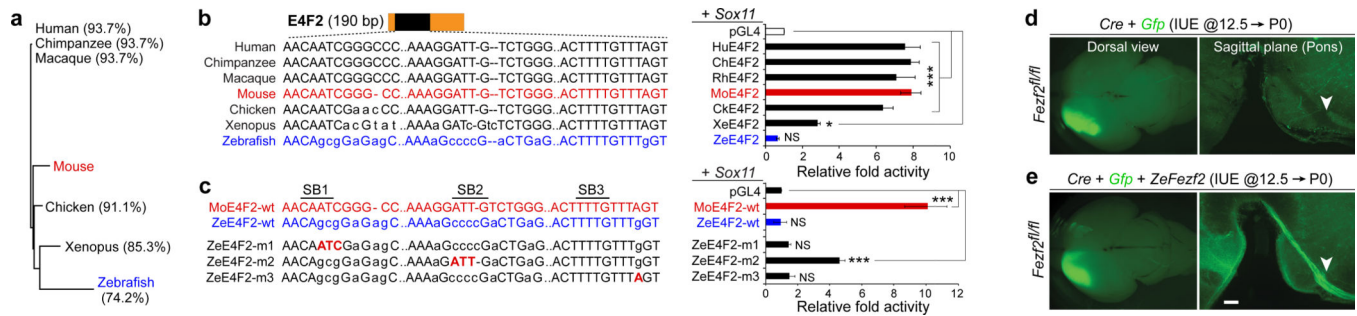 a
Human (93.7%)
Chimpanzee (93.7%)
Macaque (93.7%)
Mouse
Chicken (91.1%)
Xenopus (85.3%)
Zebrafish
(74.2%)
b
E4F2 (190 bp)
Human AACAATCGGGCCC..AAAGGATT-G--TCTGGG..ACTTTTGTTTAGT
Chimpanzee AACAATCGGGCCC..AAAGGATT-G--TCTGGG..ACTTTTGTTTAGT
Macaque AACAATCGGGCCC..AAAGGATT-G--TCTGGG..ACTTTTGTTTAGT
Mouse AACAATCGGG-CC..AAAGGATT-G--TCTGGG..ACTTTTGTTTAGT
Chicken AACAATCGaacCC..AAAGGATT-G--TCTGGG..ACTTTTGTTTAGT
Xenopus AACAATCacGtat..AAAaGATc-GtcTCTGGG..ACTTTTGTTTAGT
Zebrafish AACAgcgGaGagC..AAAaGccccG--aCTGaG..ACTTTTGTTTgGT
+ Sox11
pGL4
HuE4F2
ChE4F2
RhE4F2
MoE4F2
CkE4F2
XeE4F2
ZeE4F2
***
*
NS
0 2 4 6 8 10
Relative fold activity
c
SB1 SB2 SB3
MoE4F2-wt AACAATCGGG-CC..AAAGGATT-GTCTGGG..ACTTTTGTTTAGT
ZeE4F2-wt AACAgcgGaGagC..AAAaGccccGaCTGaG..ACTTTTGTTTgGT
ZeE4F2-m1 AACAATCGaGagC..AAAaGccccGaCTGaG..ACTTTTGTTTgGT
ZeE4F2-m2 AACAgcgGaGagC..AAAaGATT-GaCTGaG..ACTTTTGTTTgGT
ZeE4F2-m3 AACAgcgGaGagC..AAAaGccccGaCTGaG..ACTTTTGTTTAGT
+ Sox11
pGL4
MoE4F2-wt
ZeE4F2-wt
ZeE4F2-m1
ZeE4F2-m2
ZeE4F2-m3
***
NS
NS
***
NS
0 2 4 6 8 10 12
Relative fold activity
d
Cre + Gfp (IUE @12.5 → P0)
Dorsal view
Sagittal plane (Pons)
Fezf2fl/fl
e
Cre + Gfp + ZeFezf2 (IUE @12.5 → P0)
Fezf2fl/fl